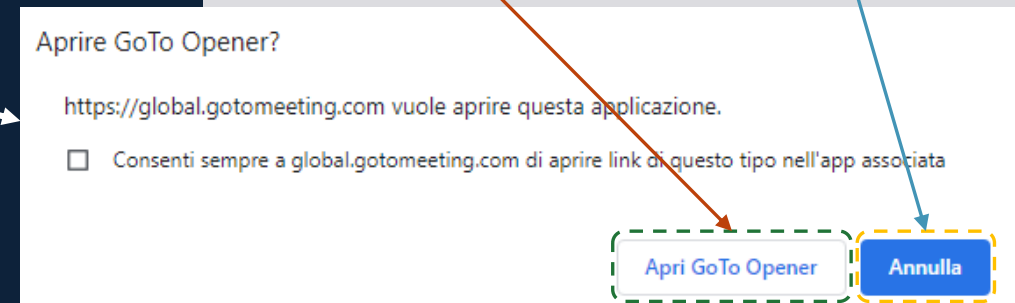 Aprire GoTo Opener?
https://global.gotomeeting.com vuole aprire questa applicazione.
Consenti sempre a global.gotomeeting.com di aprire link di questo tipo nell'app associata
Apri GoTo Opener
Annulla